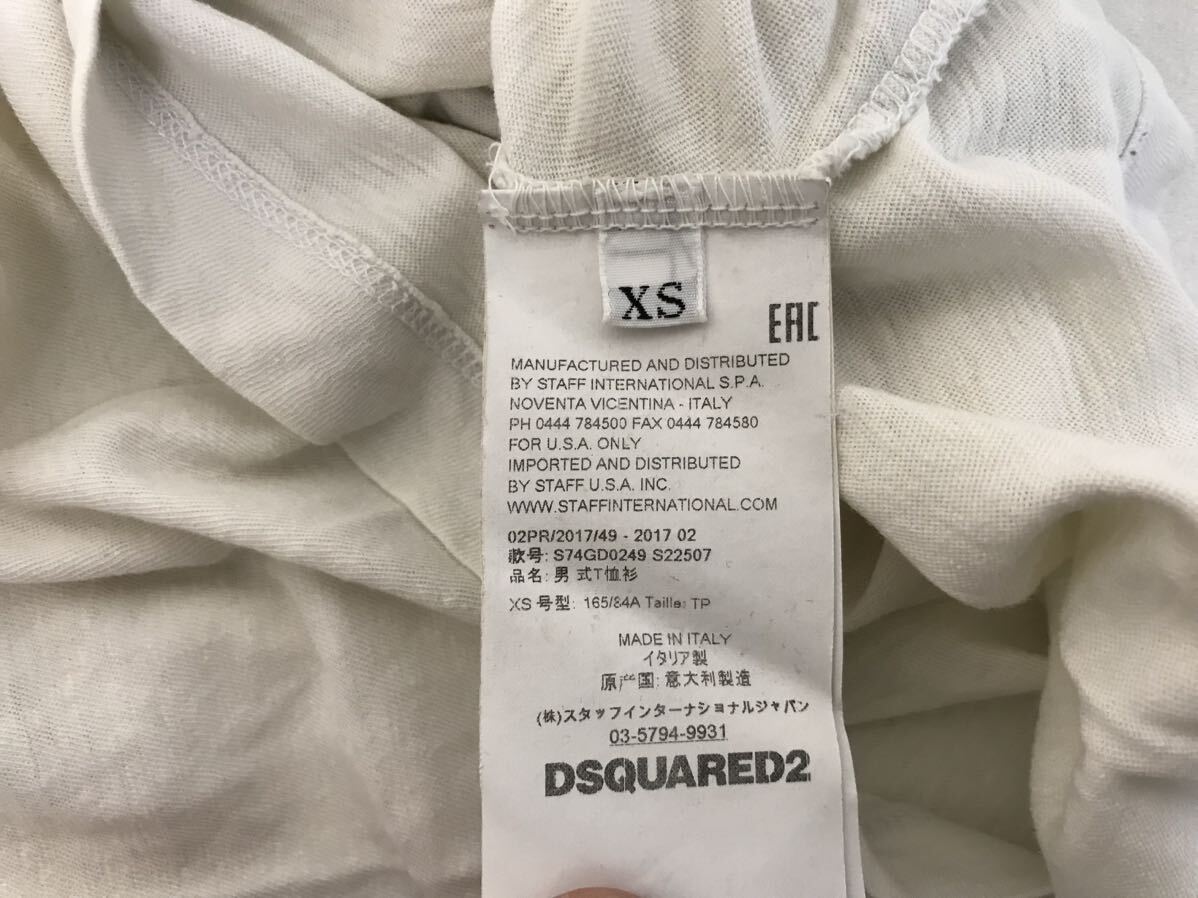 XS
EAC
MANUFACTURED AND DISTRIBUTED
BY STAFF INTERNATIONAL S.P.A.
NOVENTA VICENTINA - ITALY
PH 0444 784500 FAX 0444 784580
FOR U.S.A. ONLY
IMPORTED AND DISTRIBUTED
BY STAFF U.S.A. INC.
WWW.STAFFINTERNATIONAL.COM
02PR/2017/49 - 2017 02
款号: S74GD0249 S22507
品名: 男 式T恤衫
XS 号型: 165/84A Taille: TP
MADE IN ITALY
イタリア製
原产国: 意大利製造
(株)スタッフインターナショナルジャパン
03-5794-9931
DSQUARED2